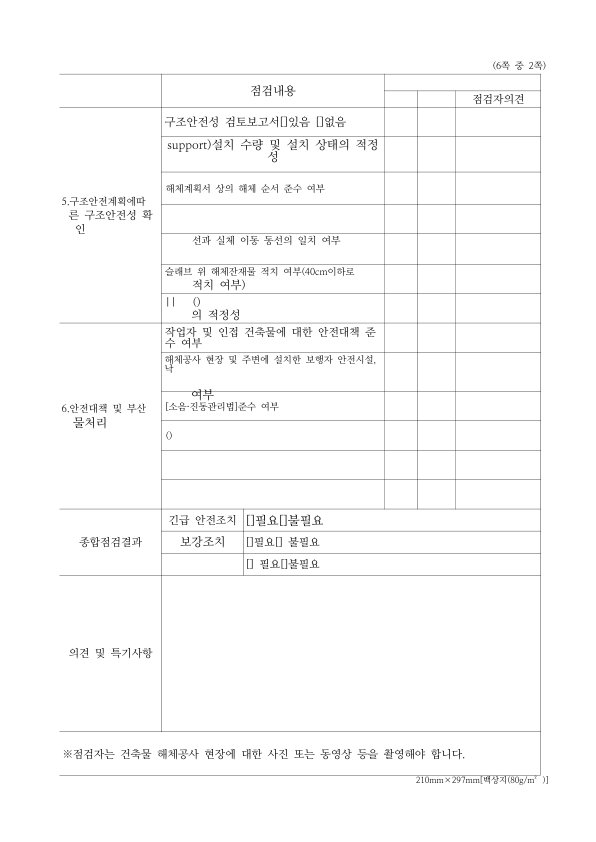 (6쪽 중 2쪽)
점검내용
점검자의견
구조안전성 검토보고서[]있음 []없음
support)설치 수량 및 설치 상태의 적정
성
해체계획서 상의 해체 순서 준수 여부
5.구조안전계획에따
른 구조안전성 확
인
선과 실제 이동 동선의 일치 여부
슬래브 위 해체잔재물 적치 여부(40cm이하로
적치 여부)
|| ()
의 적정성
작업자 및 인접 건축물에 대한 안전대책 준
수 여부
해체공사 현장 및 주변에 설치한 보행자 안전시설,
낙
여부
[소음·진동관리법]준수 여부
6.안전대책 및 부산
물처리
()
종합점검결과
긴급 안전조치 []필요[]불필요
보강조치 []필요[] 불필요
[] 필요[]불필요
의견 및 특기사항
※점검자는 건축물 해체공사 현장에 대한 사진 또는 동영상 등을 촬영해야 합니다.
210mm×297mm[백상지(80g/㎡ )]